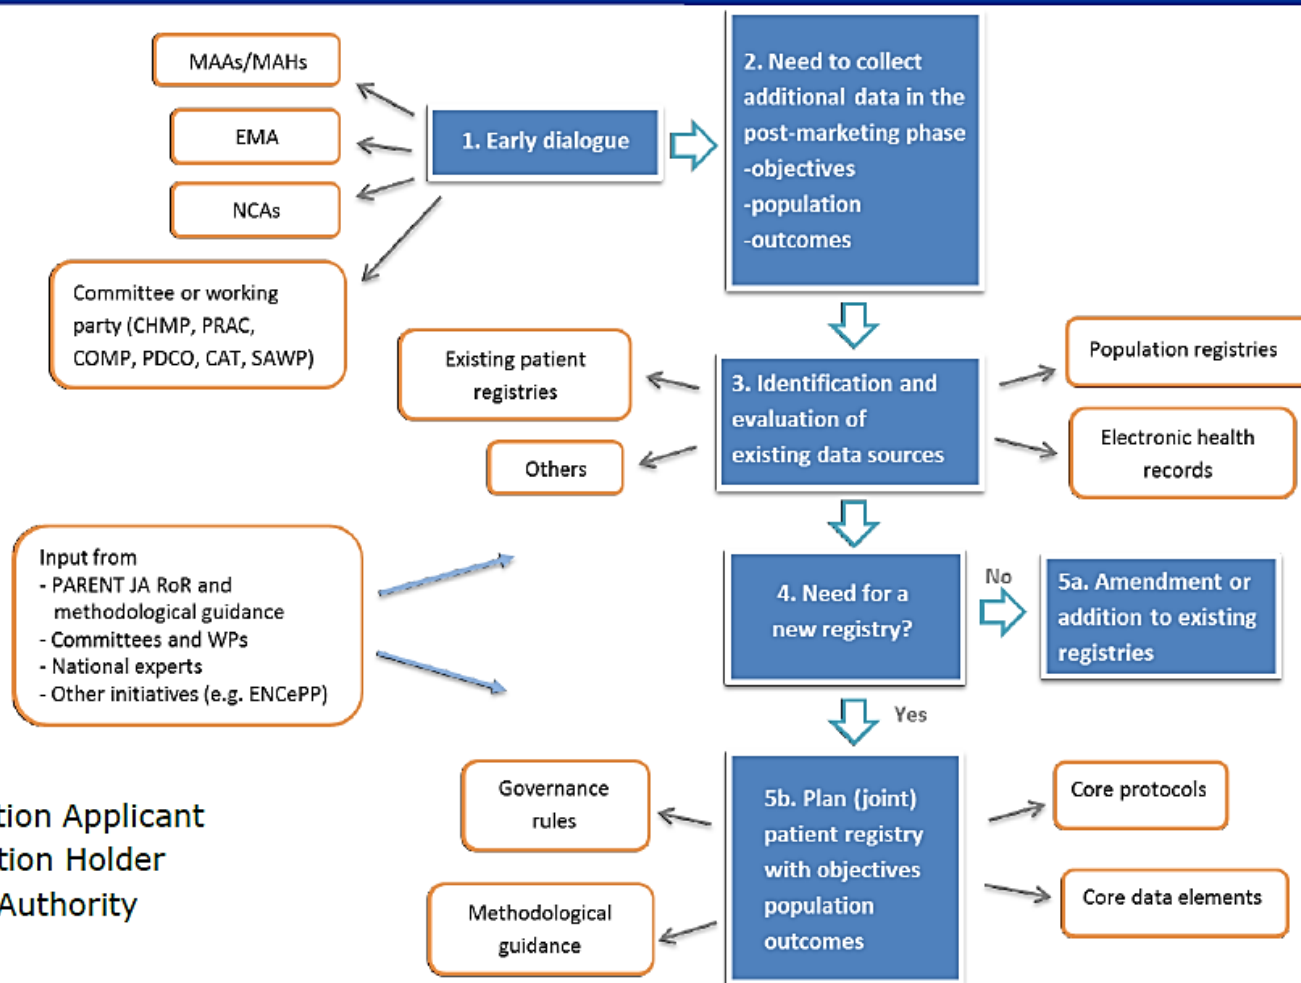 MAAs/MAHs
EMA
NCAs
Committee or working
party (CHMP, PRAC,
COMP, PDCO, CAT, SAWP)
1. Early dialogue
2. Need to collect
additional data in the
post-marketing phase
-objectives
-population
-outcomes
Existing patient
registries
Others
3. Identification and
evaluation of
existing data sources
Population registries
Electronic health
records
Input from
- PARENT JA RoR and
methodological guidance
- Committees and WPs
- National experts
- Other initiatives (e.g. ENCePP)
4. Need for a
new registry?
No
5a. Amendment or
addition to existing
registries
Yes
Governance
rules
Methodological
guidance
5b. Plan (joint)
patient registry
with objectives
population
outcomes
Core protocols
Core data elements
tion Applicant
tion Holder
Authority